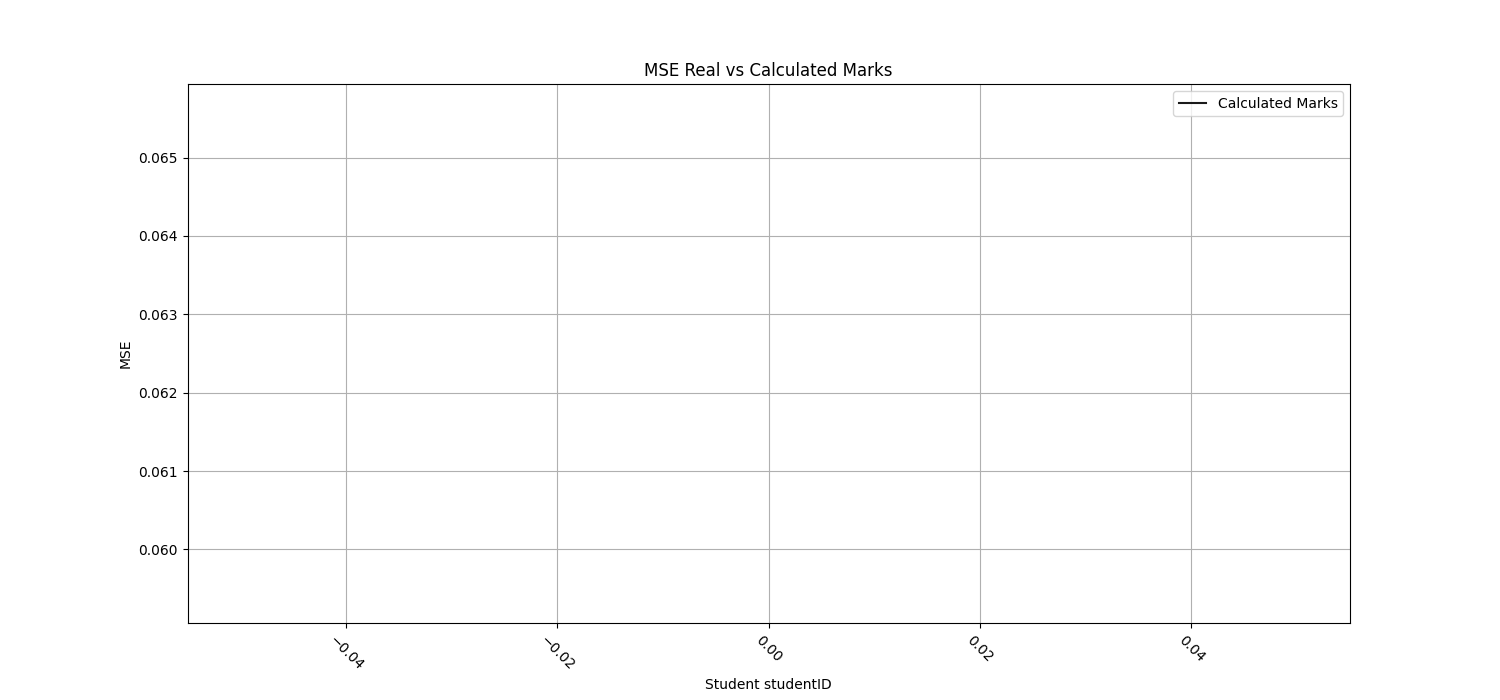 MSE Real vs Calculated Marks
Calculated Marks
0.065
0.064
0.063
0.062
0.061
0.060
MSE
−0.04
−0.02
0.00
0.02
0.04
Student studentID